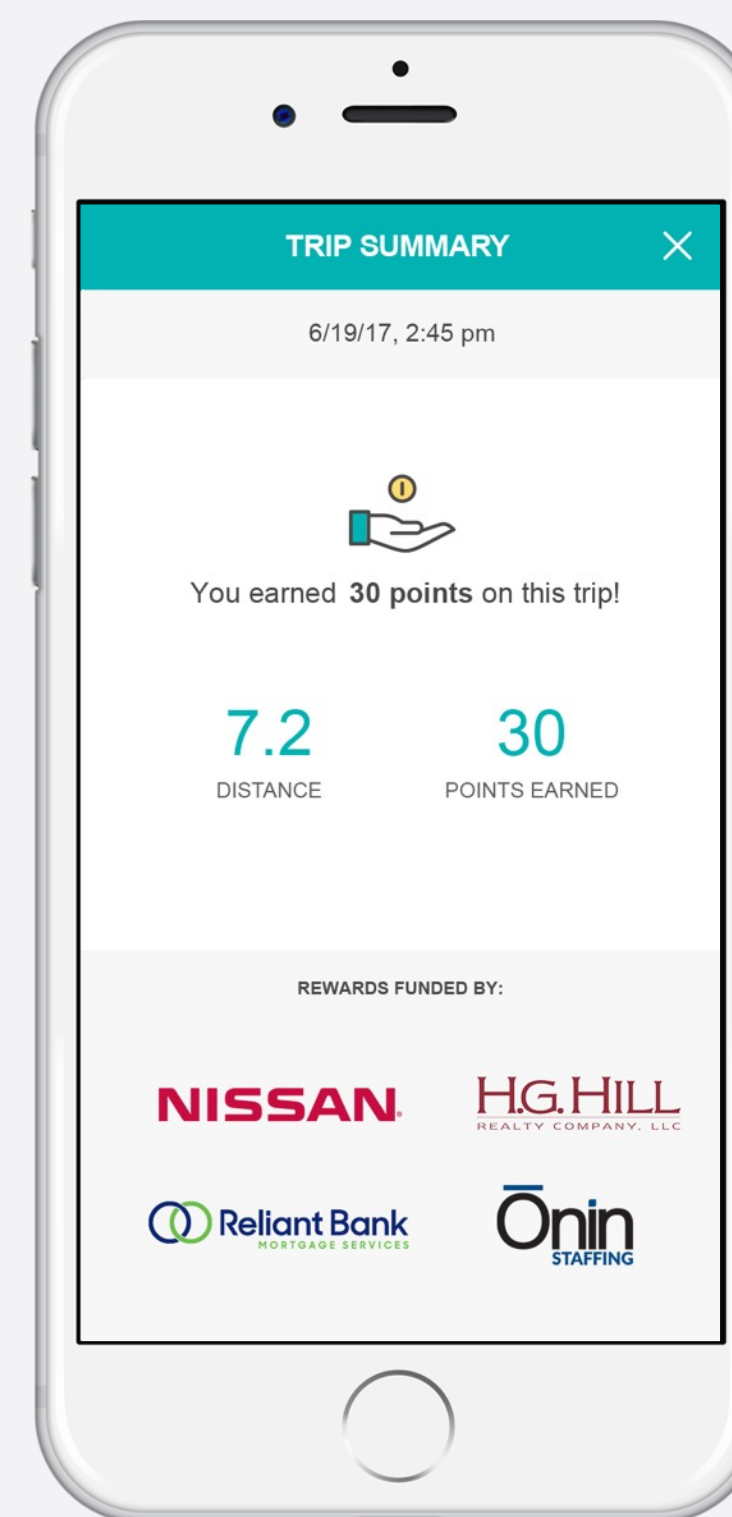 TRIP SUMMARY
6/19/17, 2:45 pm
You earned 30 points on this trip!
7.2 30
DISTANCE POINTS EARNED
REWARDS FUNDED BY:
NISSAN
H.G. HILL
REALTY COMPANY, LLC
Reliant Bank
MORTGAGE SERVICES
Ōnin
STAFFING